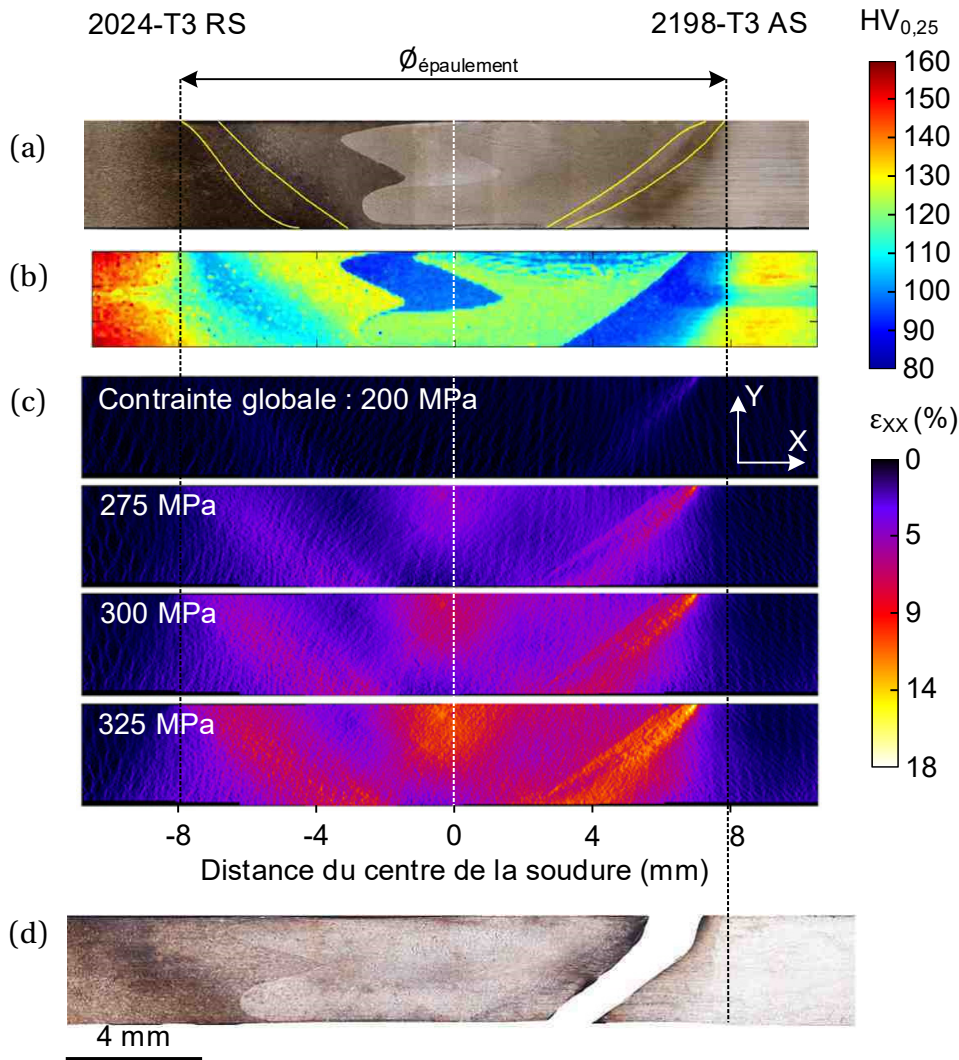 2024-T3 RS
2198-T3 AS
HV0,25
Øépaulement
(a)
160
150
140
130
120
110
100
90
80
(b)
(c)
Contrainte globale : 200 MPa
Y
X
εXX (%)
0
5
9
14
18
275 MPa
300 MPa
325 MPa
-8
-4
0
4
8
Distance du centre de la soudure (mm)
(d)
4 mm